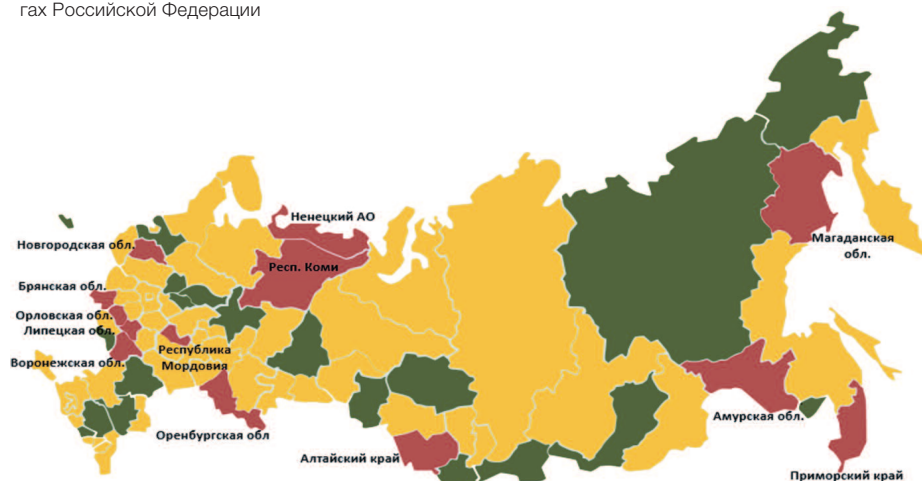 гах Российской Федерации
Ненецкий АО
Новгородская обл.
Магаданская
обл.
Респ. Коми
Брянская обл.
Орловская обл.
Липецкая обл.
Республика
Мордовия
Воронежская обл.
Амурская обл.
Оренбургская обл
Алтайский край
Приморский край